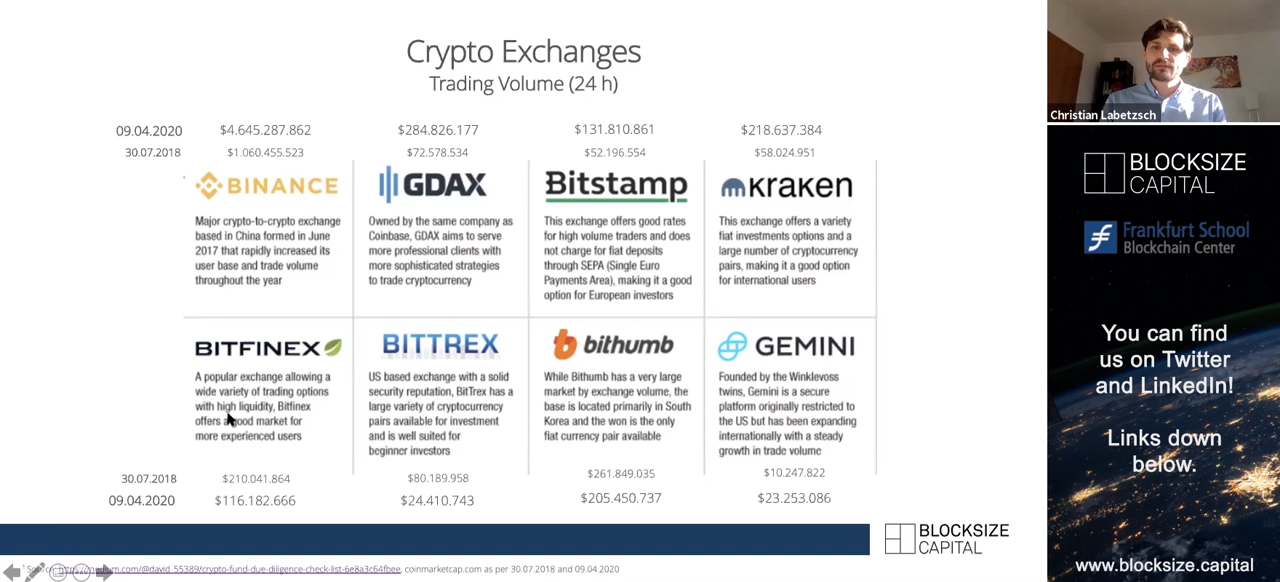 Crypto Exchanges
Trading Volume (24 h)
09.04.2020 $4.645.287.862 $284.826.177 $131.810.861 $218.637.384
30.07.2018 $1.060.455.523 $72.578.534 $52.196.554 $58.024.951
BINANCE
Major crypto-to-crypto exchange
based in China formed in June
2017 that rapidly increased its
user base and trade volume
throughout the year
GDAX
Owned by the same company as
Coinbase, GDAX aims to serve
more professional clients with
more sophisticated strategies
to trade cryptocurrency
Bitstamp
This exchange offers good rates
for high volume traders and does
not charge for fiat deposits
through SEPA (Single Euro
Payments Area), making it a good
option for European investors
kraken
This exchange offers a variety
fiat investments options and a
large number of cryptocurrency
pairs, making it a good option
for international users
BITFINEX
A popular exchange allowing a
wide variety of trading options
with high liquidity, Bitfinex
offers a good market for
more experienced users
BITTREX
US based exchange with a solid
security reputation, BitTrex has a
large variety of cryptocurrency
pairs available for investment
and is well suited for
beginner investors
bithumb
While Bithumb has a very large
market by exchange volume, the
base is located primarily in South
Korea and the won is the only
fiat currency pair available
GEMINI
Founded by the Winklevoss
twins, Gemini is a secure
platform originally restricted to
the US but has been expanding
internationally with a steady
growth in trade volume
30.07.2018 $210.041.864 $80.189.958 $261.849.035 $10.247.822
09.04.2020 $116.182.666 $24.410.743 $205.450.737 $23.253.086
BLOCKSIZE
CAPITAL
medium.com/@david_55389/crypto-fund-due-diligence-check-list-6e8a3c64fbee, coinmarketcap.com as per 30.07.2018 and 09.04.2020
Christian Labetzsch
BLOCKSIZE
CAPITAL
Frankfurt School
Blockchain Center
You can find
us on Twitter
and LinkedIn!
Links down
below.
www.blocksize.capital